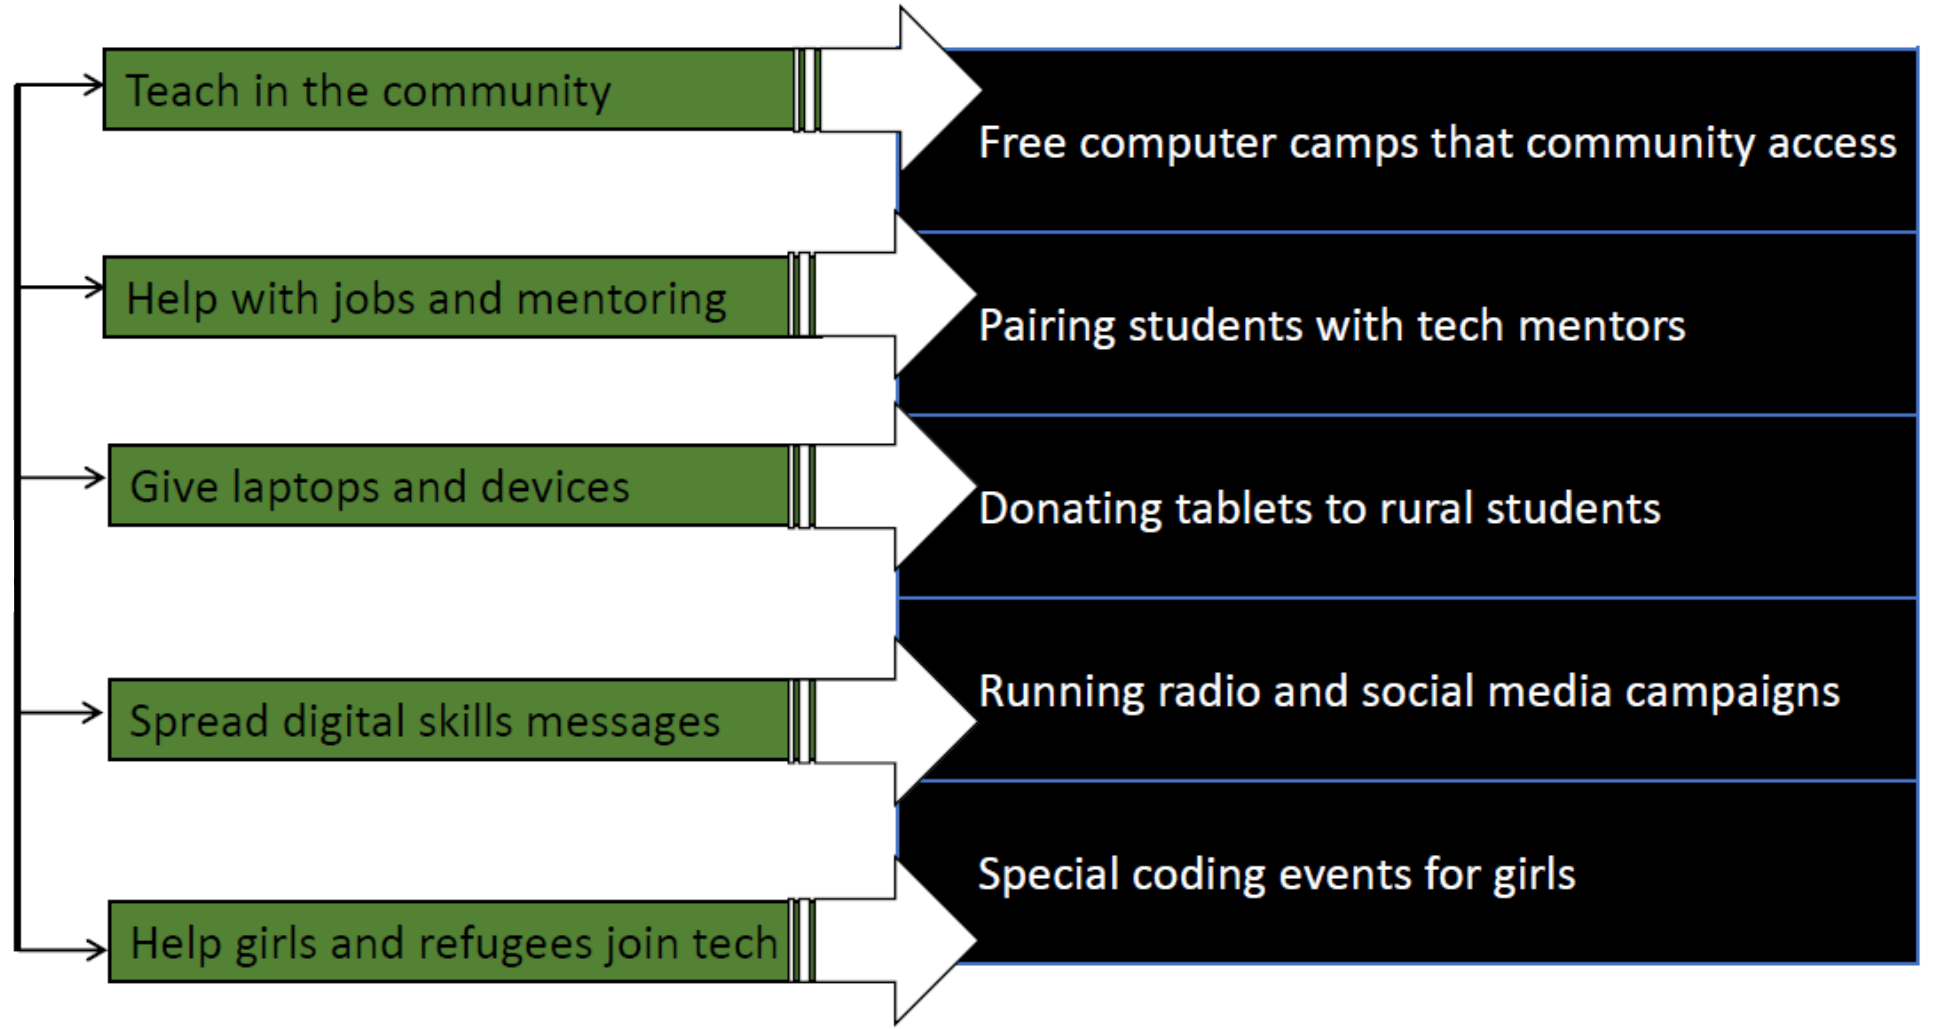 Teach in the community
Free computer camps that community access
Help with jobs and mentoring
Pairing students with tech mentors
Give laptops and devices
Donating tablets to rural students
Spread digital skills messages
Running radio and social media campaigns
Help girls and refugees join tech
Special coding events for girls